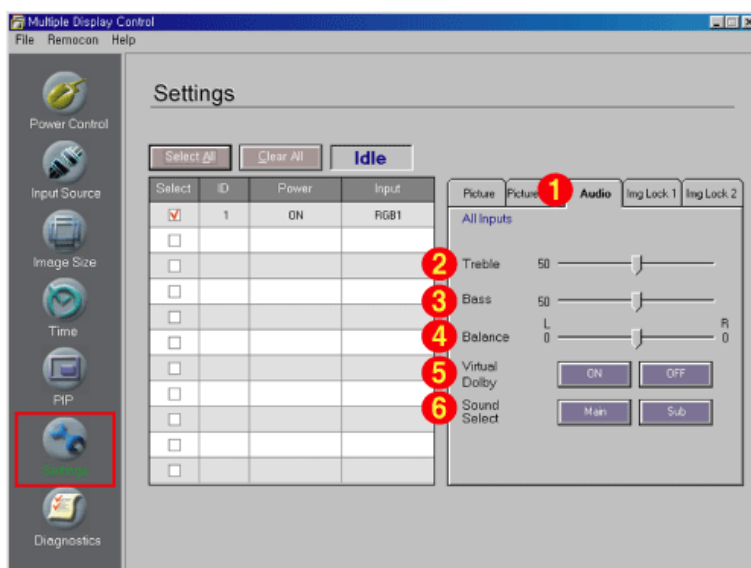 Multiple Display Control
File Remocon Help
Power Control
Input Source
Image Size
Time
PIP
Settings
Diagnostics
Settings
Select All Clear All Idle
Select ID Power Input
1 ON RGB1
Picture Picture 1 Audio Img Lock 1 Img Lock 2
All Inputs
2 Treble 50
3 Bass 50
L R
4 Balance 0 0
5 Virtual Dolby ON OFF
6 Sound Select Main Sub